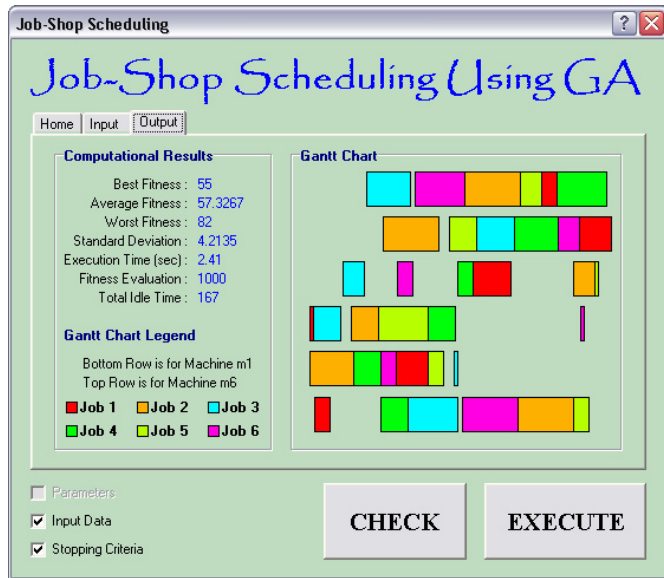 Job-Shop Scheduling
Job-Shop Scheduling Using GA
Home Input Output
Computational Results
Best Fitness : 55
Average Fitness : 57.3267
Worst Fitness : 82
Standard Deviation : 4.2135
Execution Time (sec) : 2.41
Fitness Evaluation : 1000
Total Idle Time : 167
Gantt Chart Legend
Bottom Row is for Machine m1
Top Row is for Machine m6
Job 1 Job 2 Job 3
Job 4 Job 5 Job 6
Gantt Chart
Parameters
Input Data
Stopping Criteria
CHECK
EXECUTE